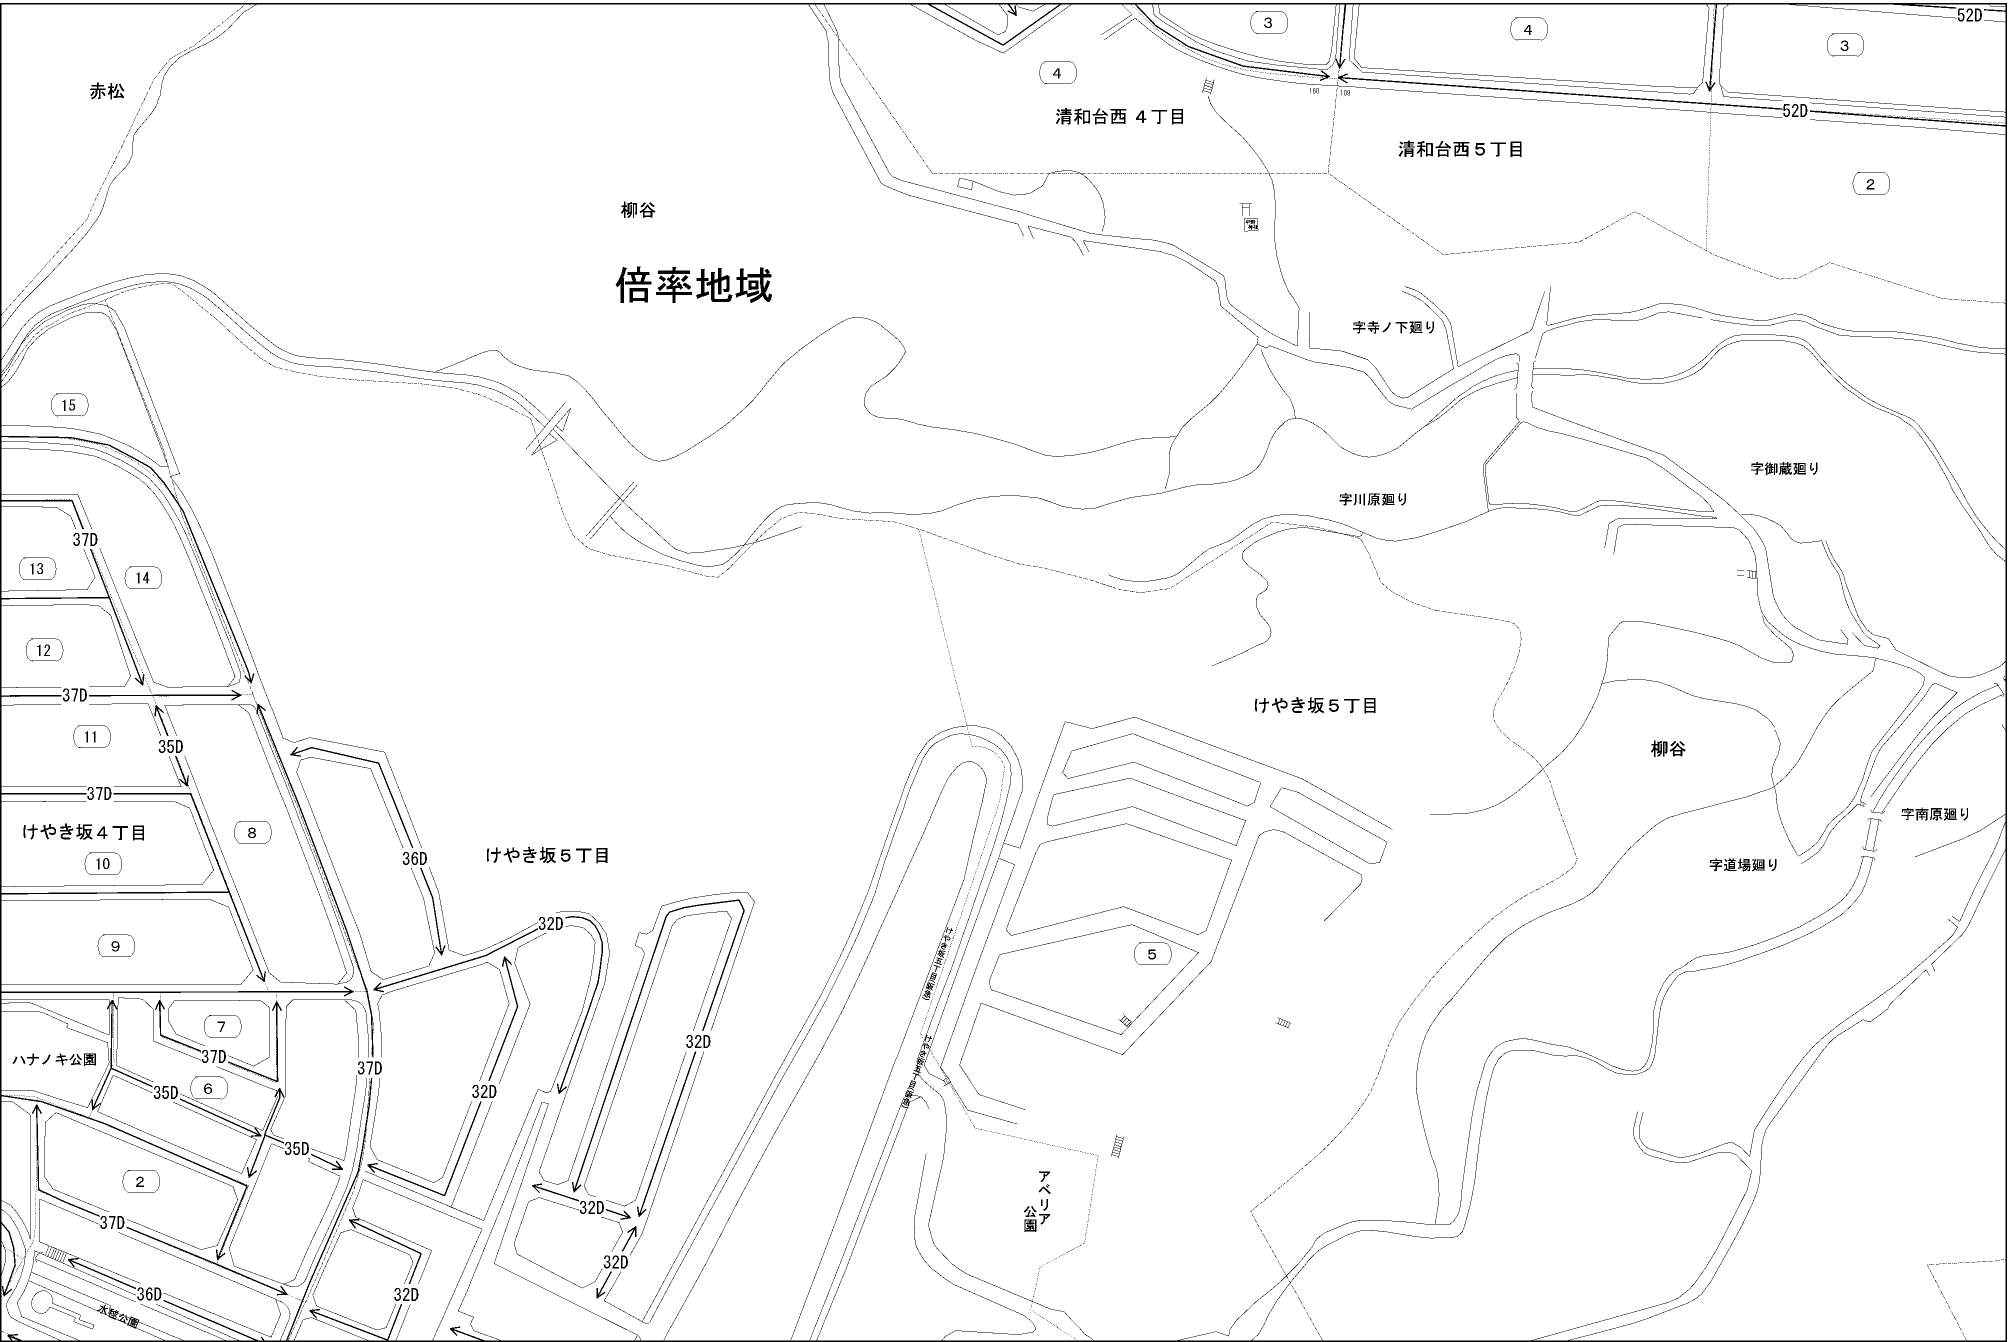 52D
3
4
3
4
赤松
160
109
52D
清和台西 4丁目
清和台西5丁目
2
柳谷
倍率地域
字寺ノ下廻り
15
字御蔵廻り
字川原廻り
37D
13
14
12
37D
けやき坂5丁目
11
35D
柳谷
37D
字南原廻り
けやき坂4丁目
8
36D
けやき坂5丁目
10
字道場廻り
32D
9
5
7
37D
ハナノキ公園
37D
32D
6
35D
32D
35D
2
アベリア
公園
32D
37D
32D
36D
32D
水鞠公園